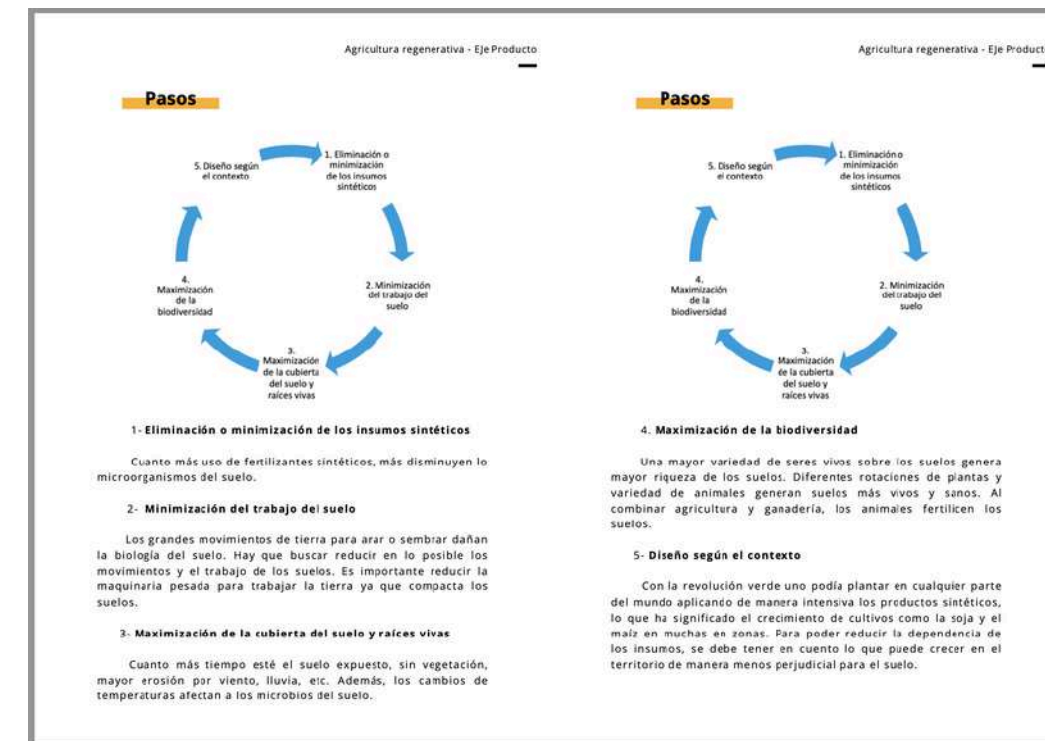 Agricultura regenerativa - Eje Producto
Pasos
1. Eliminación o
minimización
de los insumos
sintéticos
2. Minimización
del trabajo del
suelo
3.
Maximización
de la cubierta
del suelo y
raíces vivas
4.
Maximización
de la
biodiversidad
5. Diseño según
el contexto
1- Eliminación o minimización de los insumos sintéticos
Cuanto más uso de fertilizantes sintéticos, más disminuyen lo
microorganismos del suelo.
2- Minimización del trabajo del suelo
Los grandes movimientos de tierra para arar o sembrar dañan
la biología del suelo. Hay que buscar reducir en lo posible los
movimientos y el trabajo de los suelos. Es importante reducir la
maquinaria pesada para trabajar la tierra ya que compacta los
suelos.
3- Maximización de la cubierta del suelo y raíces vivas
Cuanto más tiempo esté el suelo expuesto, sin vegetación,
mayor erosión por viento, lluvia, etc. Además, los cambios de
temperaturas afectan a los microbios del suelo.
Agricultura regenerativa - Eje Product
Pasos
1. Eliminación o
minimización
de los insumos
sintéticos
2. Minimización
del trabajo del
suelo
3.
Maximización
de la cubierta
del suelo y
raíces vivas
4.
Maximización
de la
biodiversidad
5. Diseño según
el contexto
4. Maximización de la biodiversidad
Una mayor variedad de seres vivos sobre los suelos genera
mayor riqueza de los suelos. Diferentes rotaciones de plantas y
variedad de animales generan suelos más vivos y sanos. Al
combinar agricultura y ganadería, los animales fertilicen los
suelos.
5- Diseño según el contexto
Con la revolución verde uno podía plantar en cualquier parte
del mundo aplicando de manera intensiva los productos sintéticos,
lo que ha significado el crecimiento de cultivos como la soja y el
maíz en muchas en zonas. Para poder reducir la dependencia de
los insumos, se debe tener en cuento lo que puede crecer en el
territorio de manera menos perjudicial para el suelo.